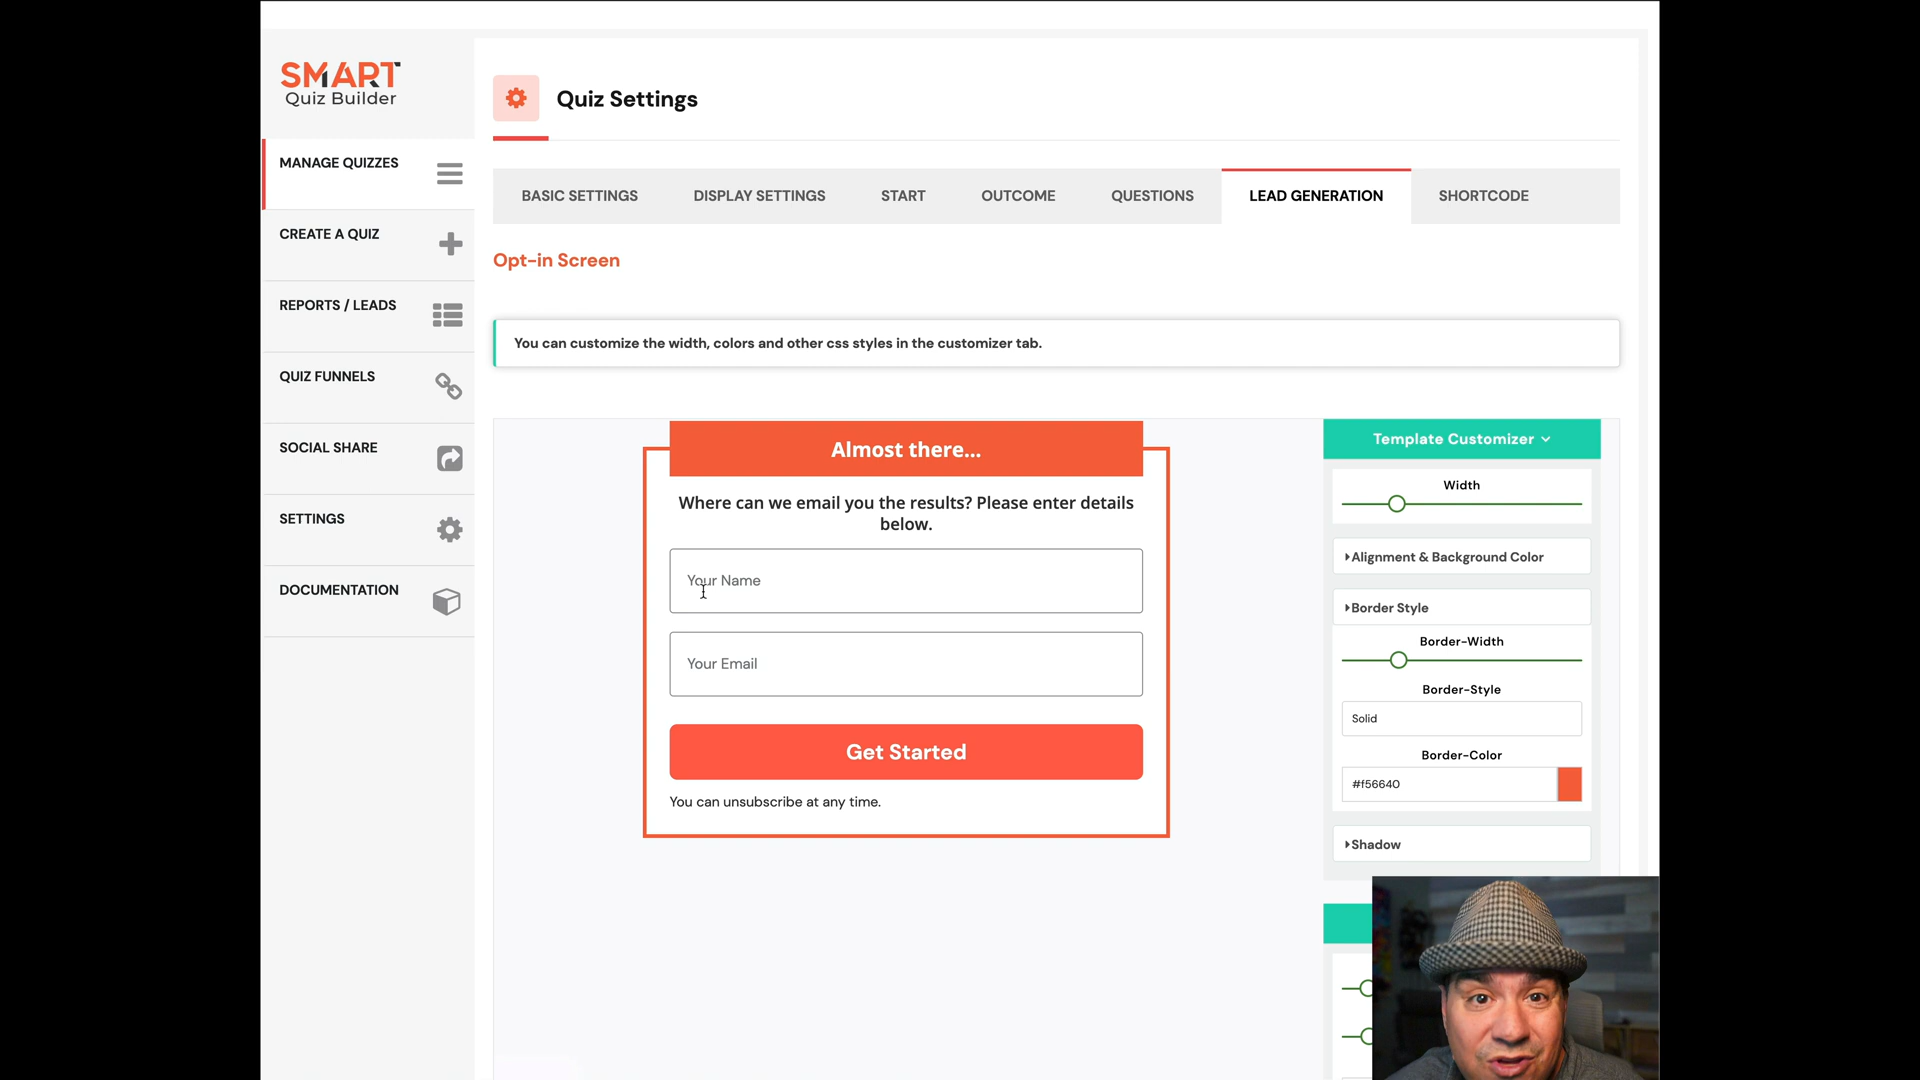 SMART
Quiz Builder
MANAGE QUIZZES
CREATE A QUIZ
REPORTS / LEADS
QUIZ FUNNELS
SOCIAL SHARE
SETTINGS
DOCUMENTATION
Quiz Settings
BASIC SETTINGS DISPLAY SETTINGS START OUTCOME QUESTIONS LEAD GENERATION SHORTCODE
Opt-in Screen
You can customize the width, colors and other css styles in the customizer tab.
Almost there...
Where can we email you the results? Please enter details
below.
Your Name
Your Email
Get Started
You can unsubscribe at any time.
Template Customizer
Width
Alignment & Background Color
Border Style
Border-Width
Border-Style
Solid
Border-Color
#f56640
Shadow